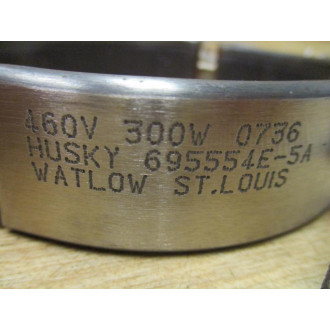 460V 300W 0736
HUSKY 695554E-5A -
WATLOW ST.LOUIS